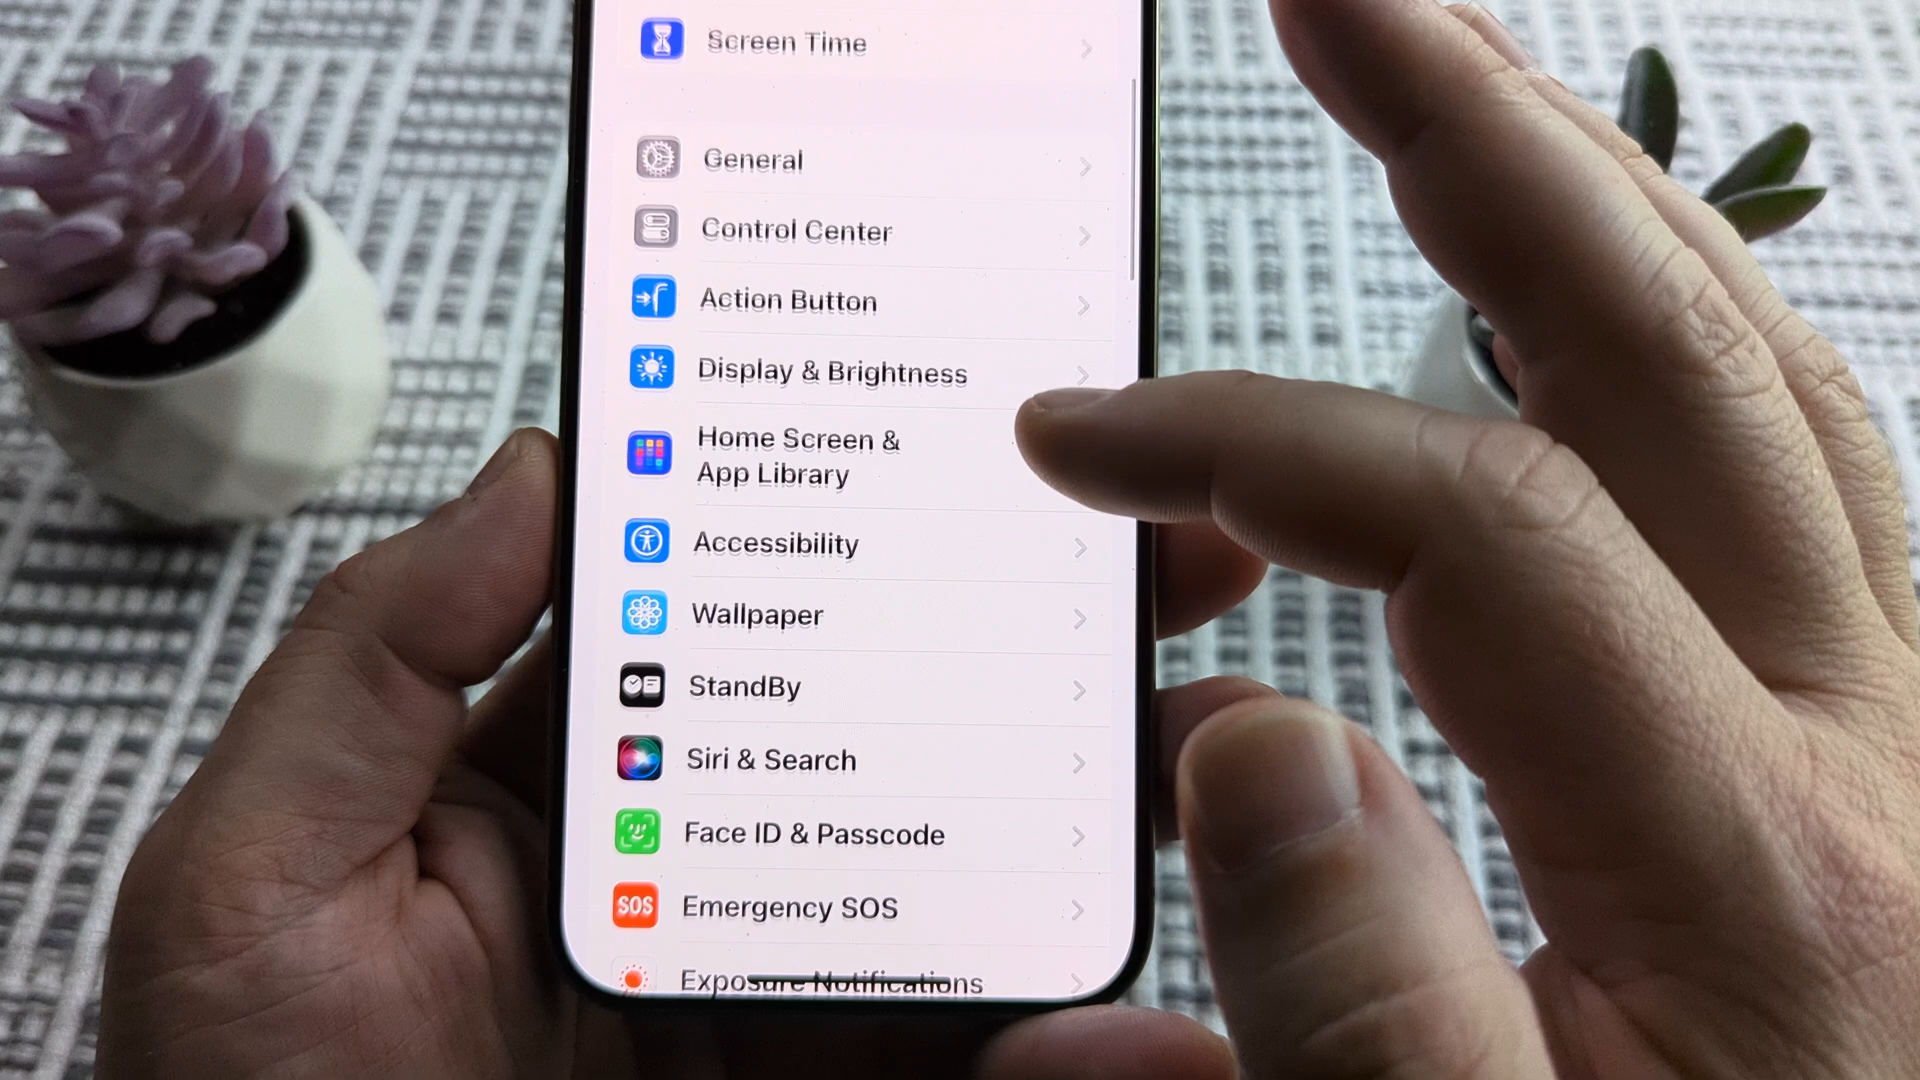 Screen Time
General
Control Center
Action Button
Display & Brightness
Home Screen &
App Library
Accessibility
Wallpaper
StandBy
Siri & Search
Face ID & Passcode
SOS
Emergency SOS
Exposure Notifications